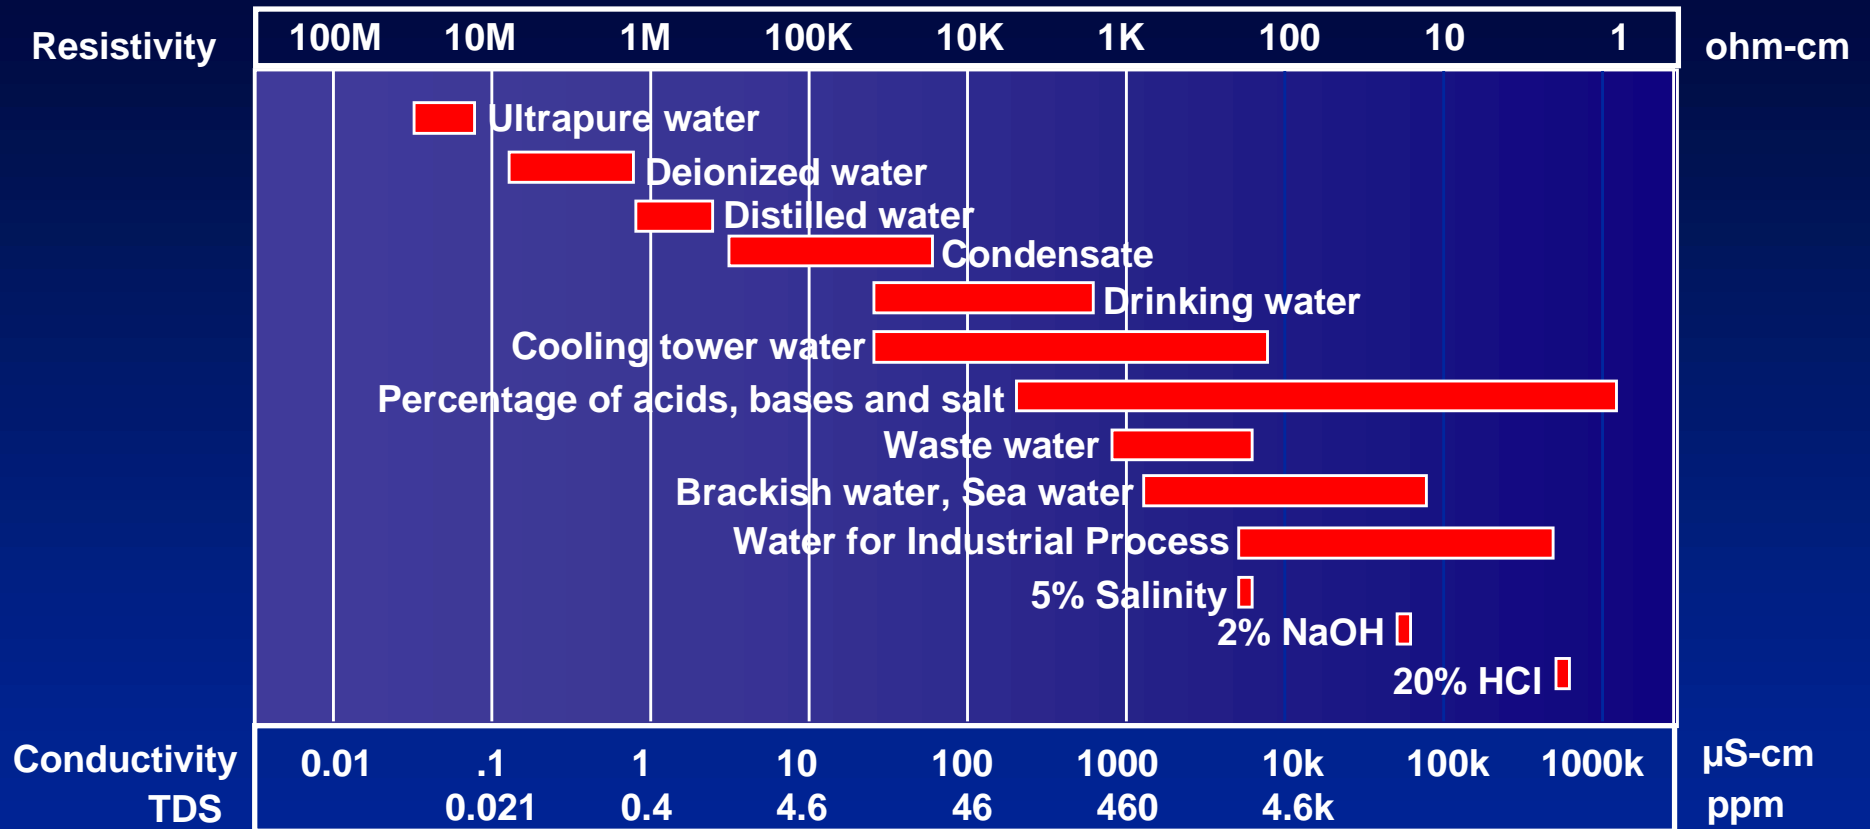 Resistivity 100M 10M 1M 100K 10K 1K 100 10 1 ohm-cm
Ultrapure water
Deionized water
Distilled water
Condensate
Drinking water
Cooling tower water
Percentage of acids, bases and salt
Waste water
Brackish water, Sea water
Water for Industrial Process
5% Salinity
2% NaOH
20% HCl
Conductivity 0.01 .1 1 10 100 1000 10k 100k 1000k µS-cm
TDS 0.021 0.4 4.6 46 460 4.6k ppm